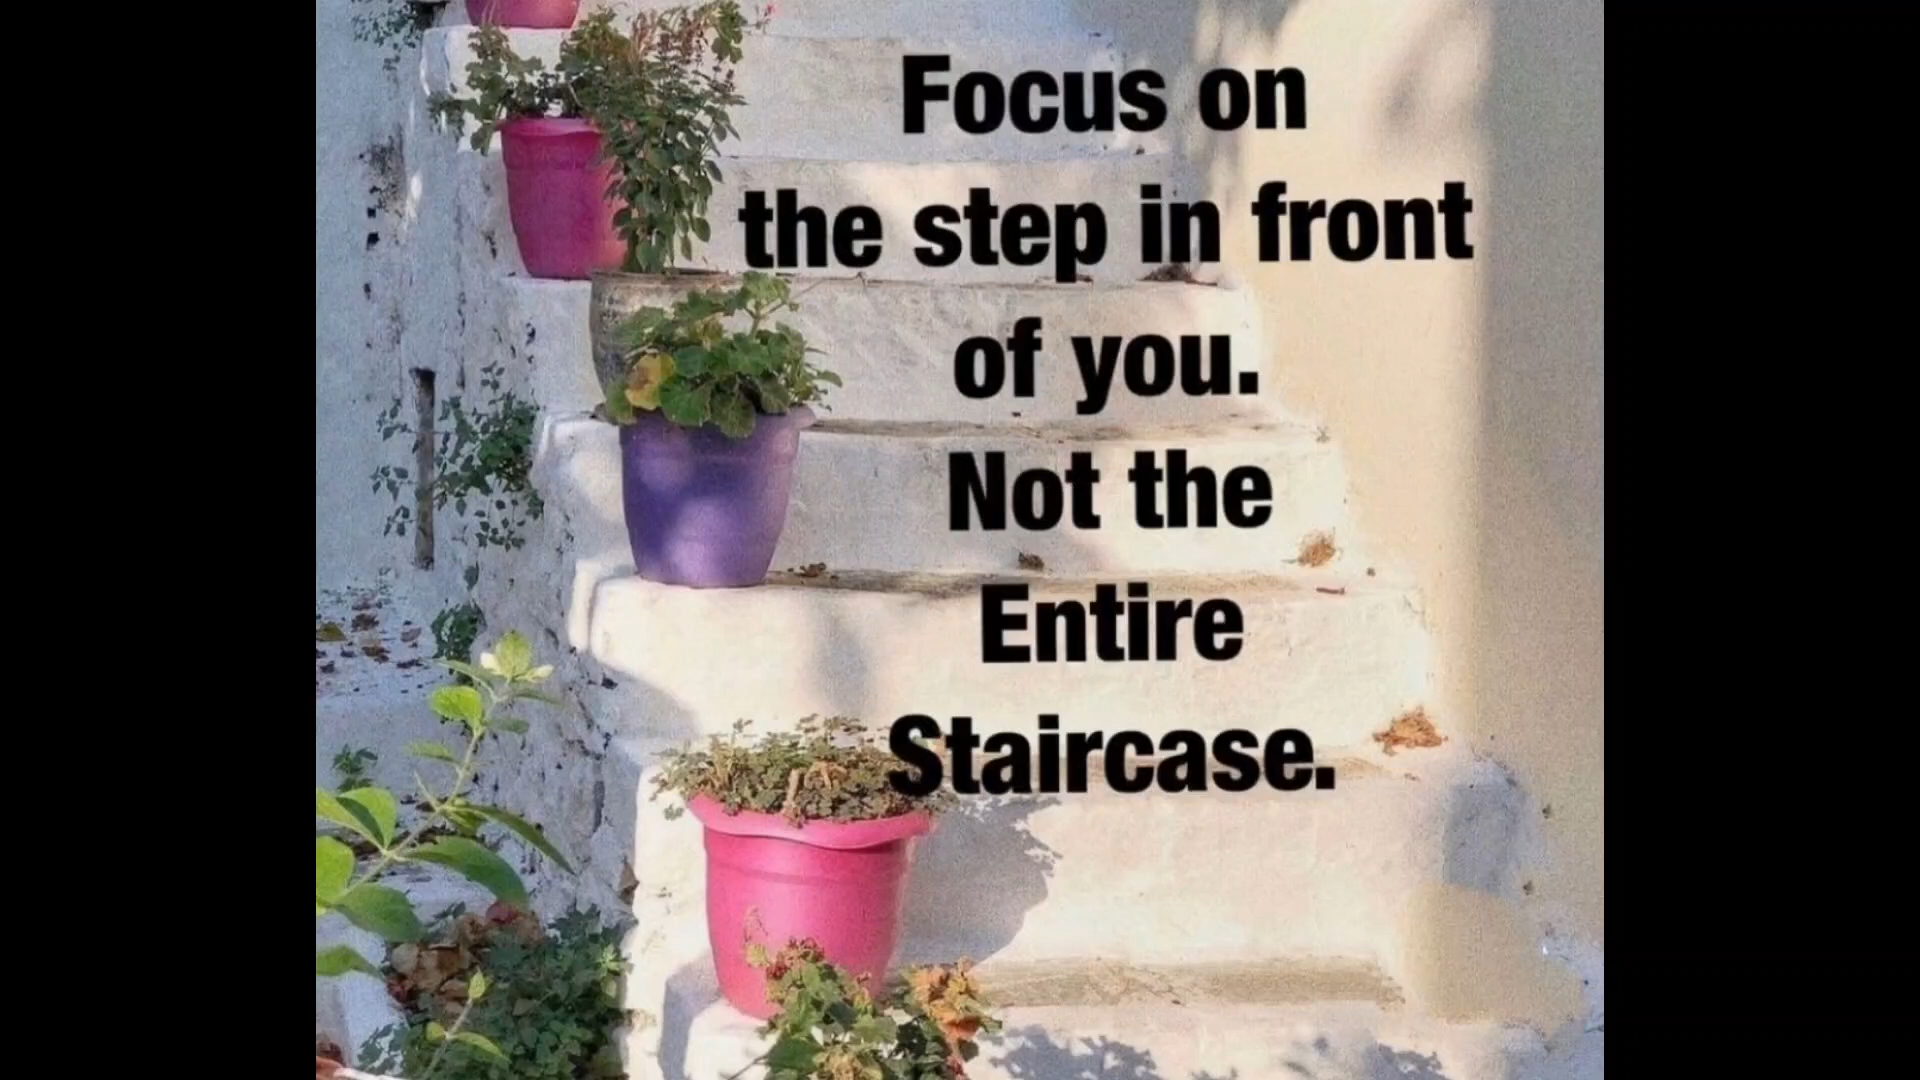 Focus on
the step in front
of you.
Not the
Entire
Staircase.